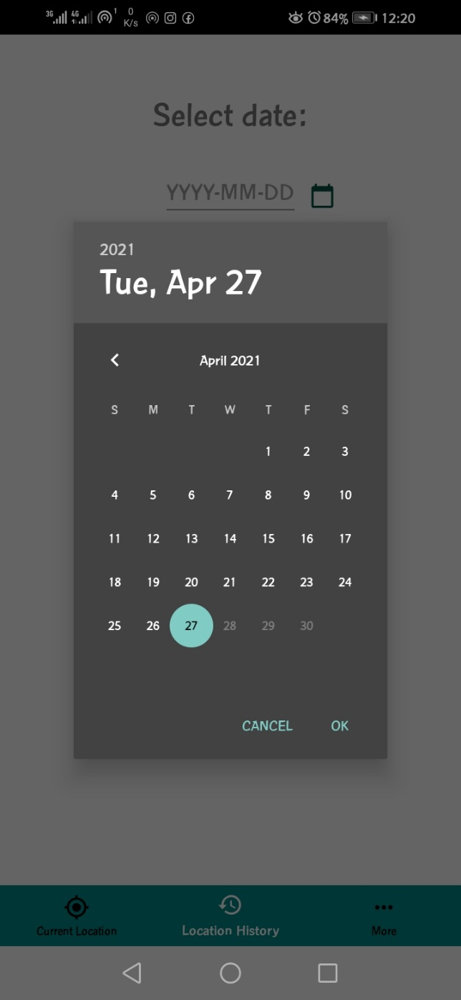 3G 4G 1 0 K/s 84% 12:20
Select date:
YYYY-MM-DD
2021
Tue, Apr 27
April 2021
S M T W T F S
1 2 3
4 5 6 7 8 9 10
11 12 13 14 15 16 17
18 19 20 21 22 23 24
25 26 27 28 29 30
CANCEL OK
Current Location Location History More